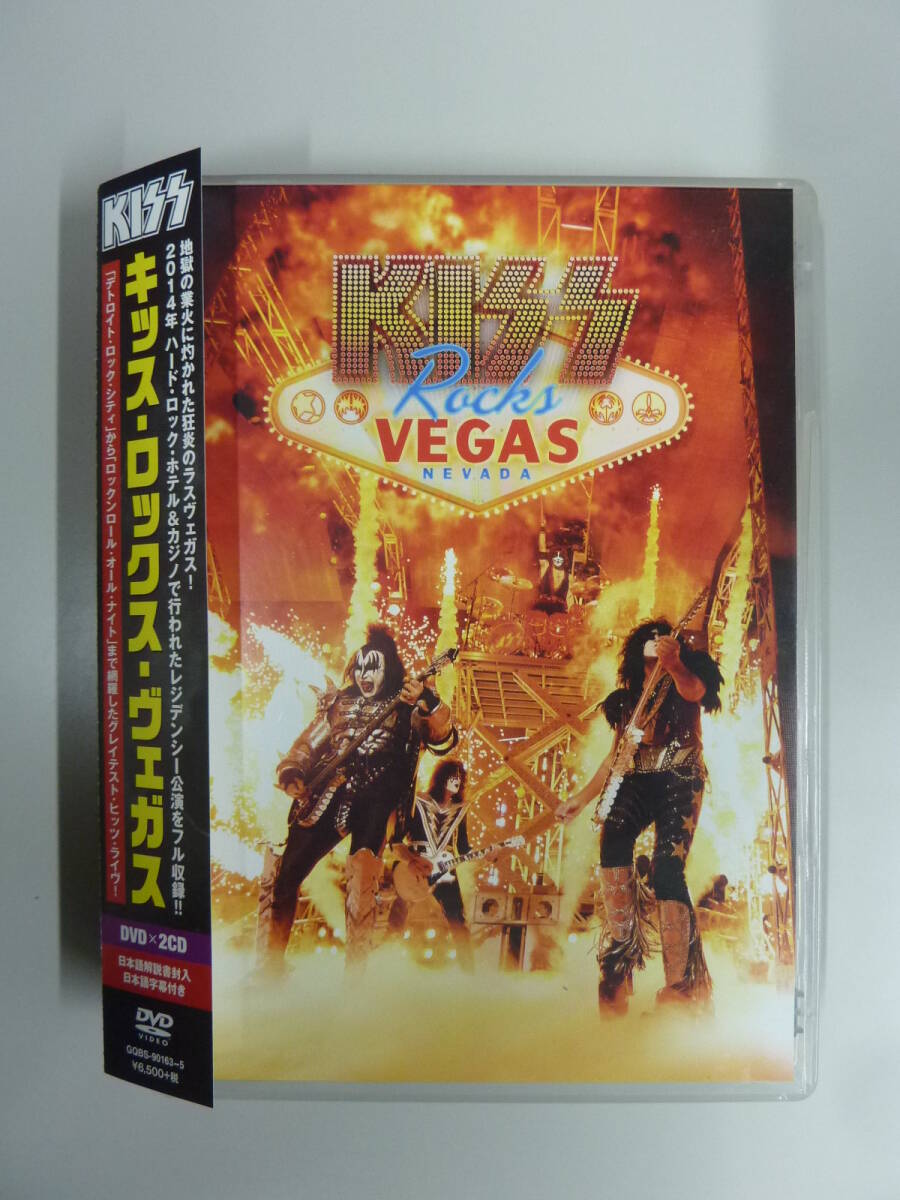 KISS
キッス・ロックス・ヴェガス
地獄の業火に灼かれた狂炎のラスヴェガス!
2014年 ハード・ロック・ホテル&カジノで行われたレジデンシー公演をフル収録!!
「デトロイト・ロック・シティ」から「ロックンロール・オール・ナイト」まで網羅したグレイテスト・ヒッツ・ライヴ!
DVD×2CD
日本語解説書封入
日本語字幕付き
DVD
VIDEO
GQBS-90163~5
¥6,500+税
KISS
Rocks
VEGAS
NEVADA